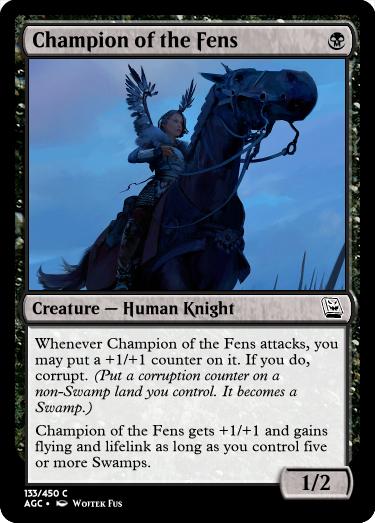 Champion of the Fens
Creature — Human Knight
Whenever Champion of the Fens attacks, you
may put a +1/+1 counter on it. If you do,
corrupt. (Put a corruption counter on a
non-Swamp land you control. It becomes a
Swamp.)
Champion of the Fens gets +1/+1 and gains
flying and lifelink as long as you control five
or more Swamps.
1/2
133/450 C
AGC • Wojtek Fus